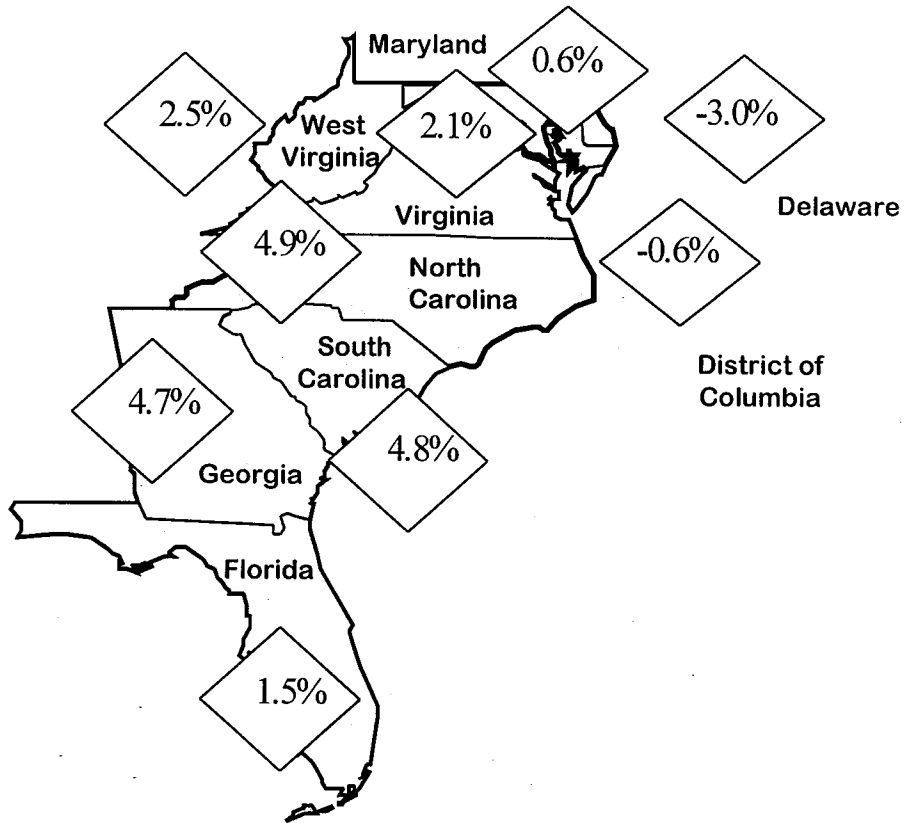 Maryland
0.6%
2.5%
West
Virginia
2.1%
-3.0%
Delaware
Virginia
4.9%
-0.6%
North
Carolina
South
Carolina
District of
Columbia
4.7%
4.8%
Georgia
Florida
1.5%